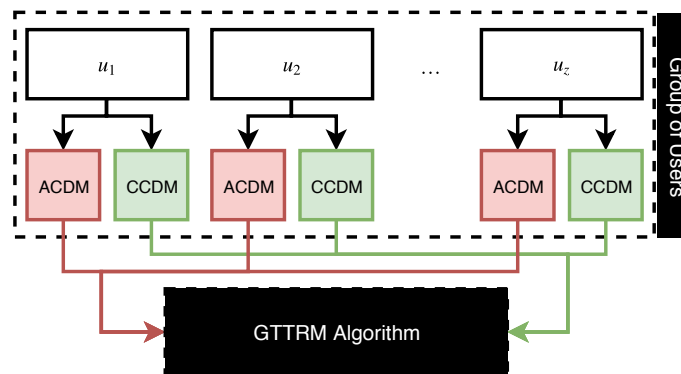 u1 u2 ... uz
Group of Users
ACDM CCDM ACDM CCDM ACDM CCDM
GTTRM Algorithm